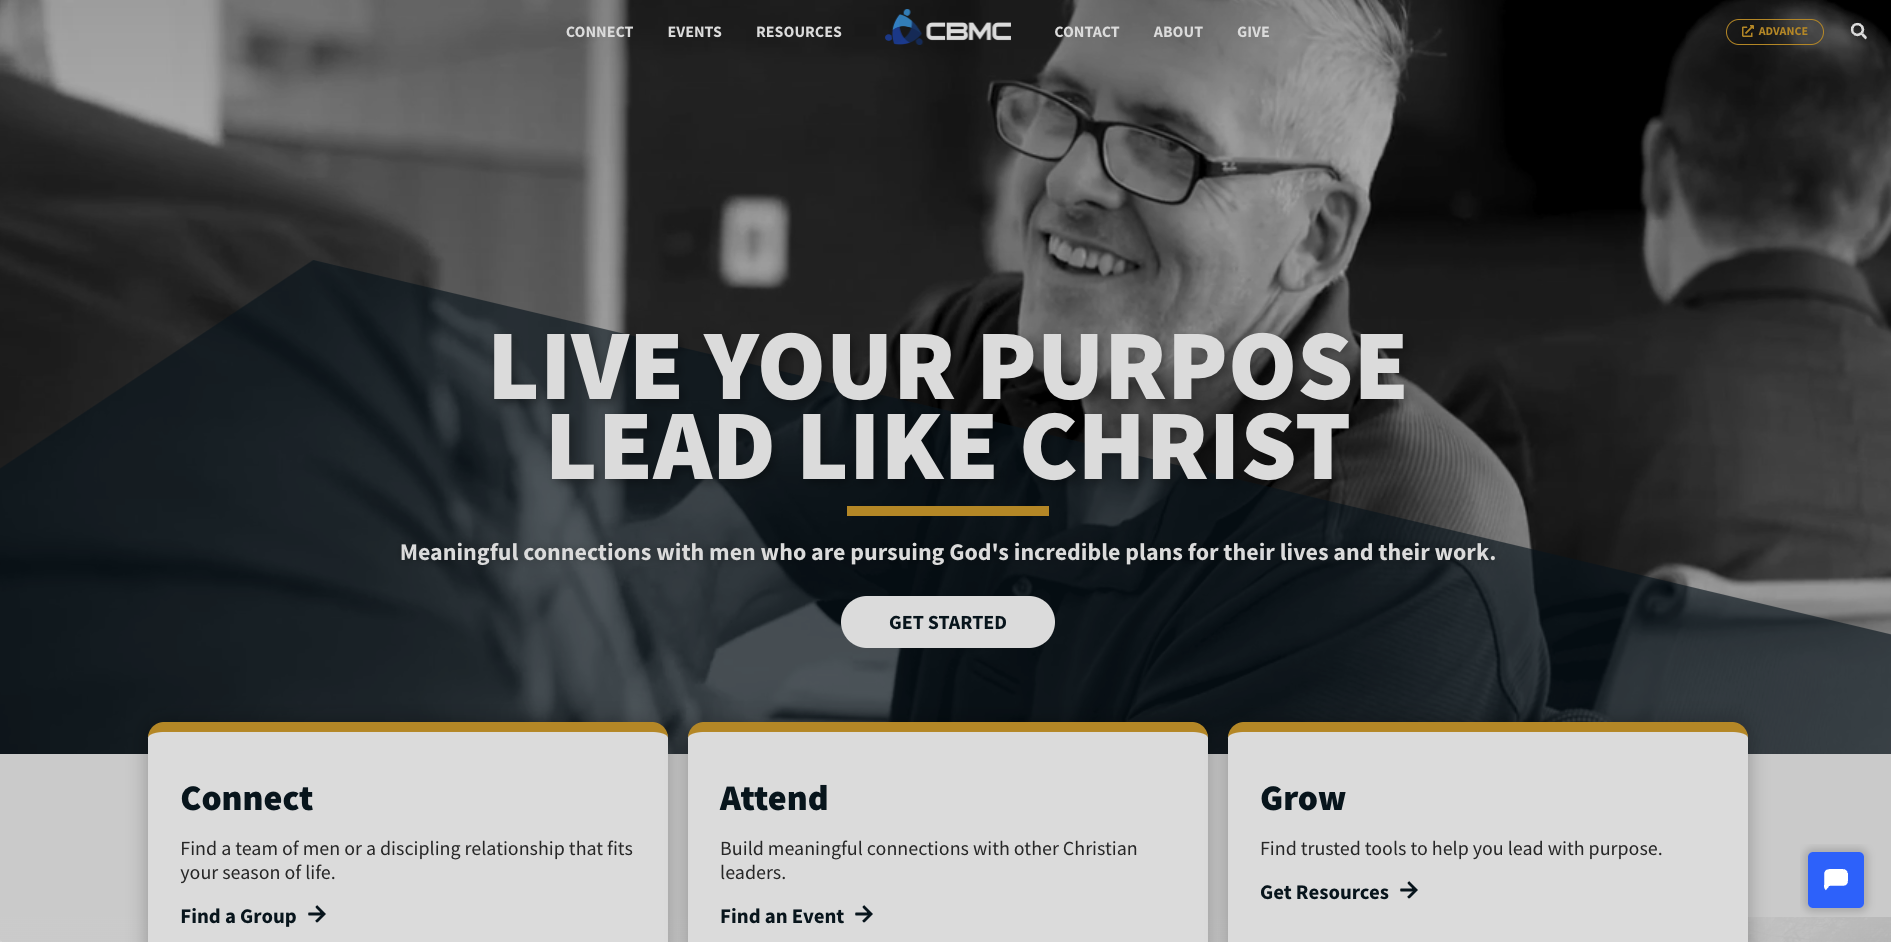 CONNECT
EVENTS
RESOURCES
CBMC
CONTACT
ABOUT
GIVE
ADVANCE
LIVE YOUR PURPOSE
LEAD LIKE CHRIST
Meaningful connections with men who are pursuing God's incredible plans for their lives and their work.
GET STARTED
Connect
Find a team of men or a discipling relationship that fits
your season of life.
Find a Group
Attend
Build meaningful connections with other Christian
leaders.
Find an Event
Grow
Find trusted tools to help you lead with purpose.
Get Resources